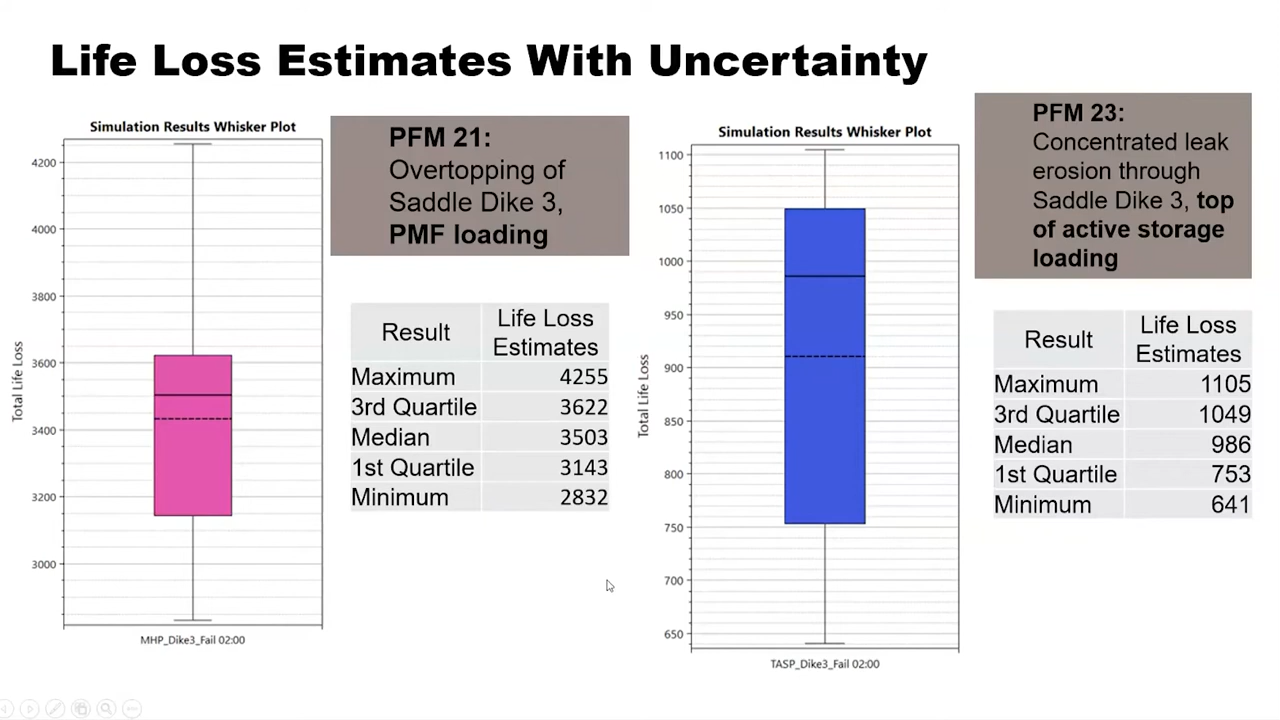 Life Loss Estimates With Uncertainty
Simulation Results Whisker Plot
Total Life Loss
4200
4000
3800
3600
3400
3200
3000
MHP_Dike3_Fail 02:00
PFM 21:
Overtopping of
Saddle Dike 3,
PMF loading
Result Life Loss Estimates
Maximum 4255
3rd Quartile 3622
Median 3503
1st Quartile 3143
Minimum 2832
Simulation Results Whisker Plot
Total Life Loss
1100
1050
1000
950
900
850
800
750
700
650
TASP_Dike3_Fail 02:00
PFM 23:
Concentrated leak
erosion through
Saddle Dike 3, top
of active storage
loading
Result Life Loss Estimates
Maximum 1105
3rd Quartile 1049
Median 986
1st Quartile 753
Minimum 641